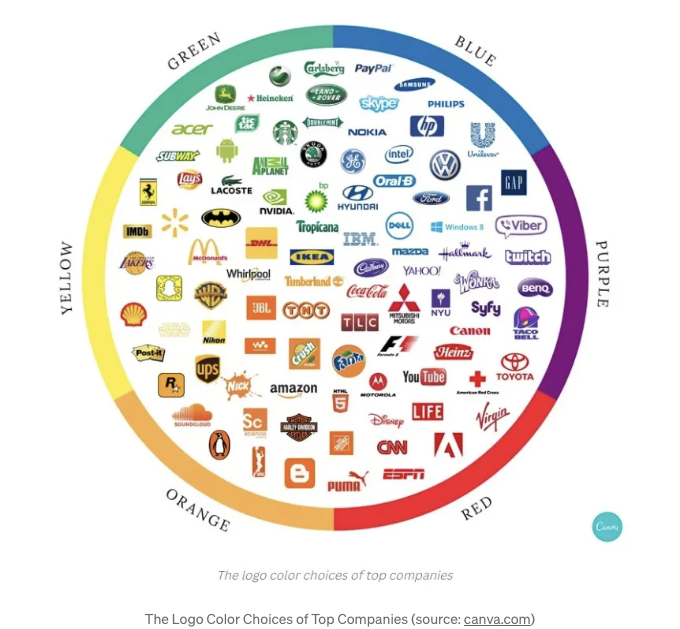 GREEN
BLUE
Carlsberg
PayPal
SAMSUNG
JOHN DEERE
Heineken
LAND ROVER
skype
PHILIPS
acer
tic tac
DOUBLEMINT
NOKIA
hp
Unilever
SUBWAY
ANIMAL PLANET
SKODA
GE
intel
VW
Lay's
LACOSTE
bp
Oral-B
Ford
f
GAP
NVIDIA.
HYUNDAI
IMDb
Tropicana
DELL
Windows 8
Viber
YELLOW
PURPLE
LAKERS
McDonald's
DHL
IKEA
IBM
mazda
Hallmark
twitch
Whirlpool
Cadbury
YAHOO!
WB
Timberland
Coca-Cola
WONKA
BenQ
JBL
TNT
MITSUBISHI
MOTORS
NYU
Syfy
TACO
BELL
TLC
Nikon
Canon
Post-it
Crush
Fanta
F1
Formula 1
Heinz
TOYOTA
ups
R
NICK
amazon
MOTOROLA
YouTube
American Red Cross
HTML
5
SOUNDCLOUD
Sc
science
HARLEY-DAVIDSON
DISNEY
LIFE
Virgin
CNN
B
PUMA
ESPN
ORANGE
RED
Canva
The logo color choices of top companies
The Logo Color Choices of Top Companies (source: canva.com)